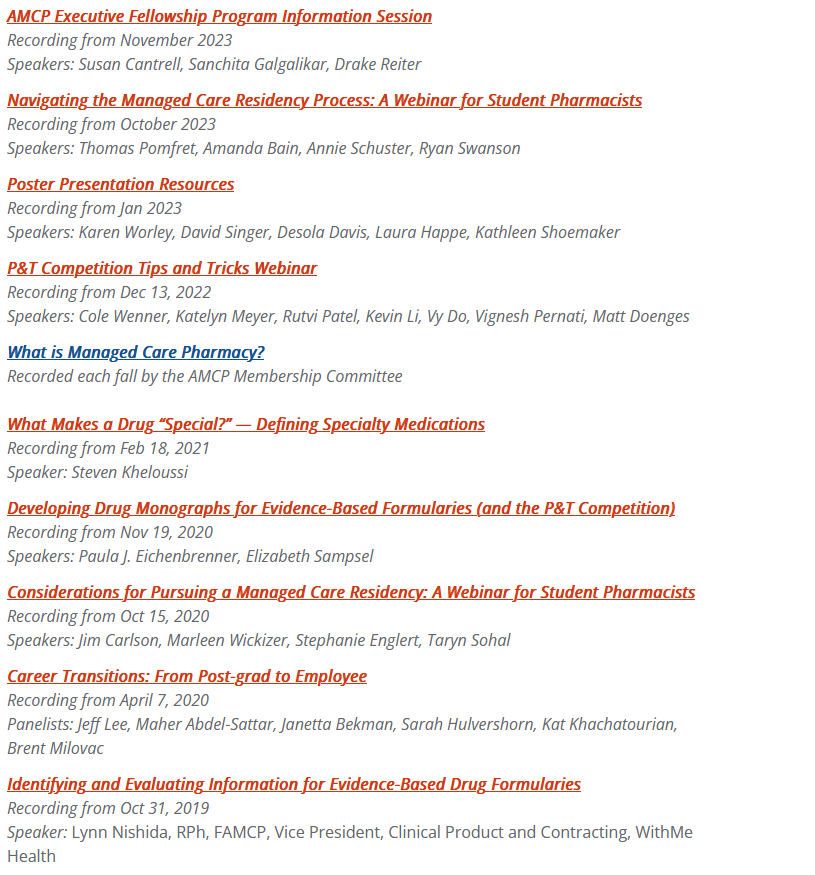 AMCP Executive Fellowship Program Information Session
Recording from November 2023
Speakers: Susan Cantrell, Sanchita Galgalikar, Drake Reiter
Navigating the Managed Care Residency Process: A Webinar for Student Pharmacists
Recording from October 2023
Speakers: Thomas Pomfret, Amanda Bain, Annie Schuster, Ryan Swanson
Poster Presentation Resources
Recording from Jan 2023
Speakers: Karen Worley, David Singer, Desola Davis, Laura Happe, Kathleen Shoemaker
P&T Competition Tips and Tricks Webinar
Recording from Dec 13, 2022
Speakers: Cole Wenner, Katelyn Meyer, Rutvi Patel, Kevin Li, Vy Do, Vignesh Pernati, Matt Doenges
What is Managed Care Pharmacy?
Recorded each fall by the AMCP Membership Committee
What Makes a Drug “Special?” — Defining Specialty Medications
Recording from Feb 18, 2021
Speaker: Steven Kheloussi
Developing Drug Monographs for Evidence-Based Formularies (and the P&T Competition)
Recording from Nov 19, 2020
Speakers: Paula J. Eichenbrenner, Elizabeth Sampsel
Considerations for Pursuing a Managed Care Residency: A Webinar for Student Pharmacists
Recording from Oct 15, 2020
Speakers: Jim Carlson, Marleen Wickizer, Stephanie Englert, Taryn Sohal
Career Transitions: From Post-grad to Employee
Recording from April 7, 2020
Panelists: Jeff Lee, Maher Abdel-Sattar, Janetta Bekman, Sarah Hulvershorn, Kat Khachatourian,
Brent Milovac
Identifying and Evaluating Information for Evidence-Based Drug Formularies
Recording from Oct 31, 2019
Speaker: Lynn Nishida, RPh, FAMCP, Vice President, Clinical Product and Contracting, WithMe
Health